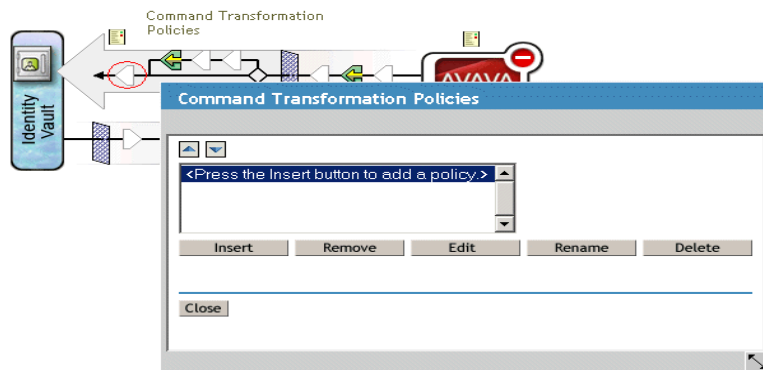 Command Transformation
Policies
AVAYA
Identity
Vault
Command Transformation Policies
<Press the Insert button to add a policy.>
Insert Remove Edit Rename Delete
Close